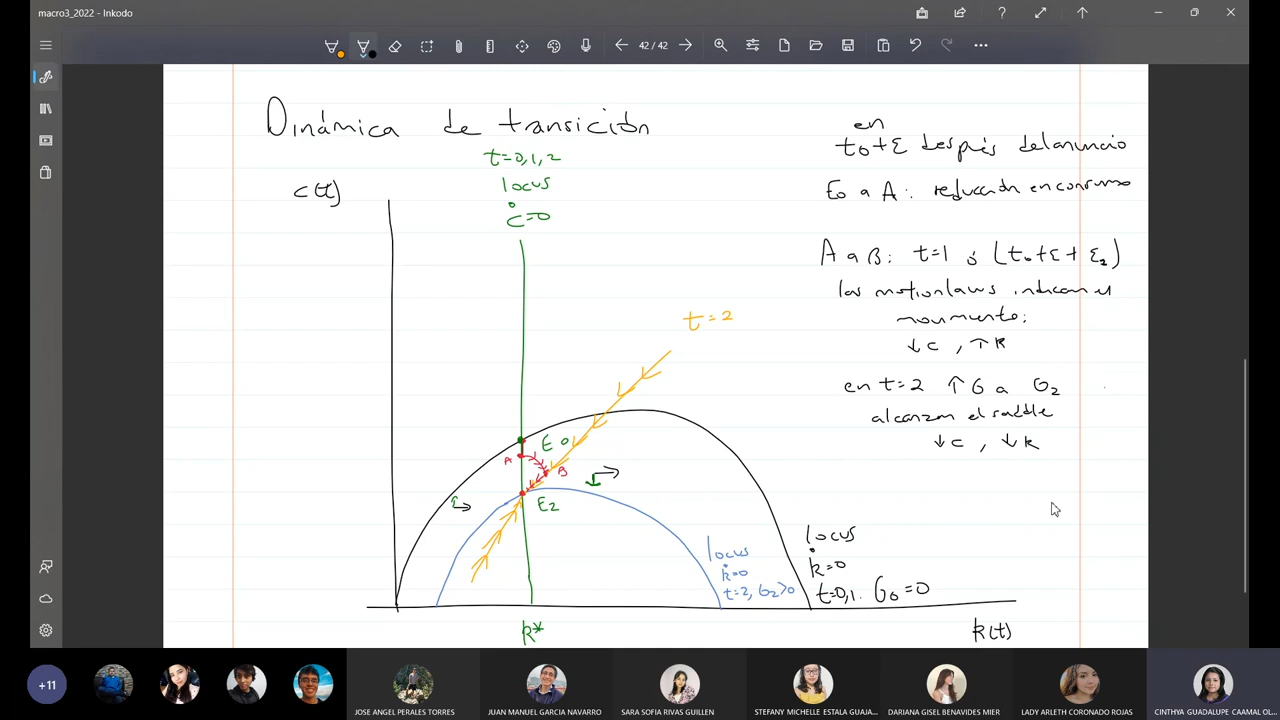 macro3_2022 - Inkodo
42 / 42
Dinámica de transición
t=0,1,2
locus
ċ=0
c(t)
t=2
E0
A
B
E2
locus
k̇=0
t=2, G2>0
locus
k̇=0
t=0,1. G0=0
k*
k(t)
en
t0+ε después del anuncio
E0 a A: reducción en consumo
A a B: t=1 ó (t0+ε+ε2)
las motion laws indican el
movimiento:
↓c , ↑k
en t=2 ↑G a G2
alcanzan el saddle
↓c , ↓k
+11
JOSE ANGEL PERALES TORRES
JUAN MANUEL GARCIA NAVARRO
SARA SOFIA RIVAS GUILLEN
STEFANY MICHELLE ESTALA GUAJA...
DARIANA GISEL BENAVIDES MIER
LADY ARLETH CORONADO ROJAS
CINTHYA GUADALUPE CAAMAL OL...